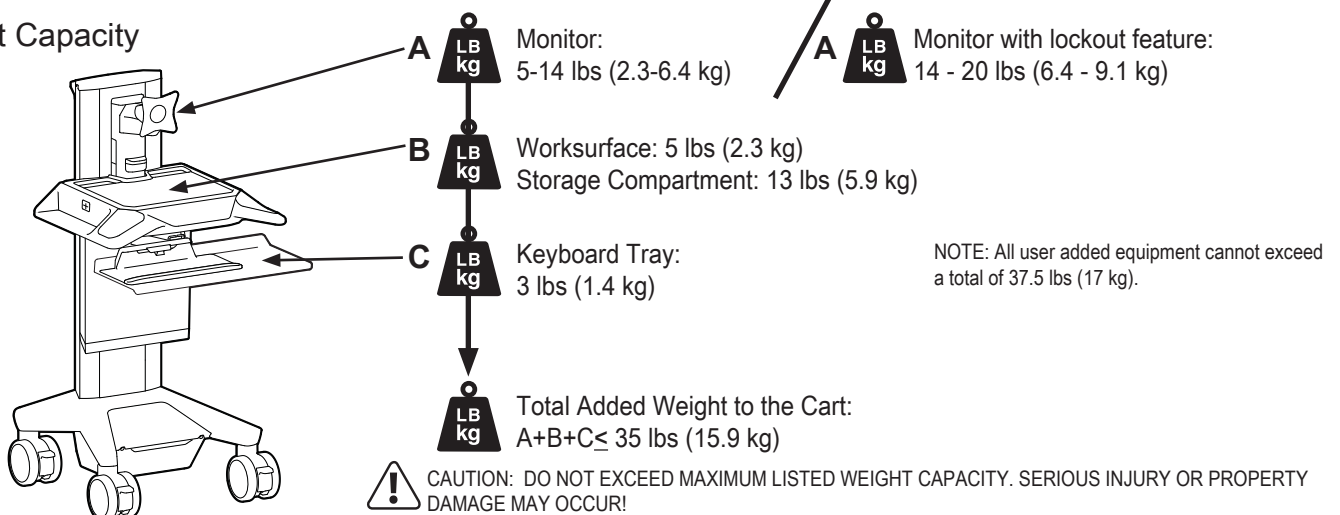 Capacity
A
LB
kg
Monitor:
5-14 lbs (2.3-6.4 kg)
A
LB
kg
Monitor with lockout feature:
14 - 20 lbs (6.4 - 9.1 kg)
B
LB
kg
Worksurface: 5 lbs (2.3 kg)
Storage Compartment: 13 lbs (5.9 kg)
C
LB
kg
Keyboard Tray:
3 lbs (1.4 kg)
NOTE: All user added equipment cannot exceed
a total of 37.5 lbs (17 kg).
LB
kg
Total Added Weight to the Cart:
A+B+C≤ 35 lbs (15.9 kg)
CAUTION:  DO NOT EXCEED MAXIMUM LISTED WEIGHT CAPACITY. SERIOUS INJURY OR PROPERTY
DAMAGE MAY OCCUR!